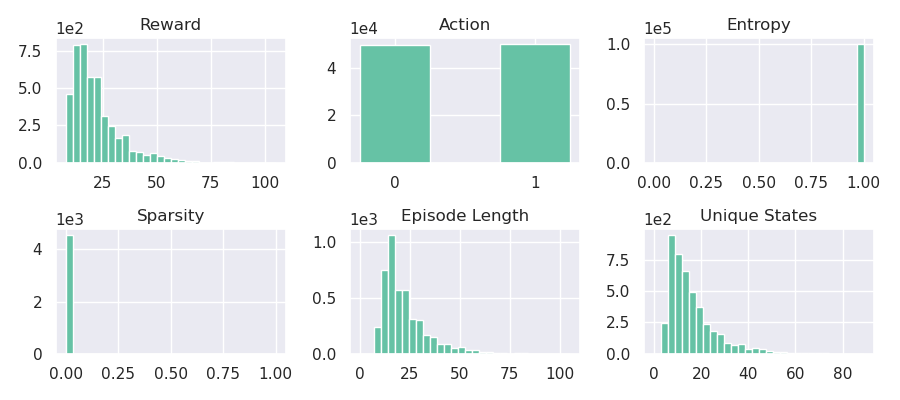 Reward
1e2
7.5
5.0
2.5
0.0
25 50 75 100
Action
1e4
4
2
0
0 1
Entropy
1e5
1.0
0.5
0.0
0.00 0.25 0.50 0.75 1.00
Sparsity
1e3
4
2
0
0.00 0.25 0.50 0.75 1.00
Episode Length
1e3
1.0
0.5
0.0
0 25 50 75 100
Unique States
1e2
7.5
5.0
2.5
0.0
0 20 40 60 80